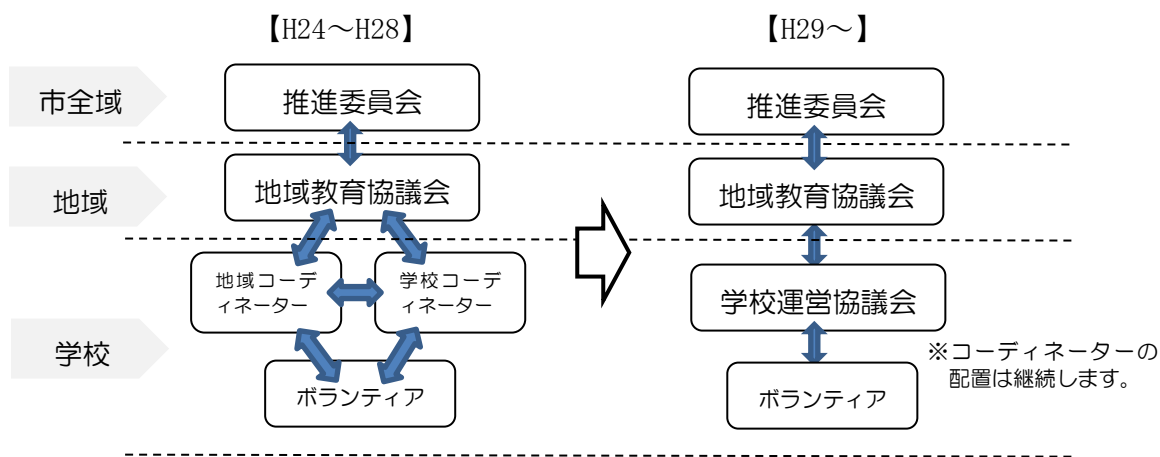 【H24～H28】
【H29～】
市全域
推進委員会
推進委員会
地域
地域教育協議会
地域教育協議会
地域コーデ
ィネーター
学校コーデ
ィネーター
学校運営協議会
学校
ボランティア
ボランティア
※コーディネーターの
配置は継続します。